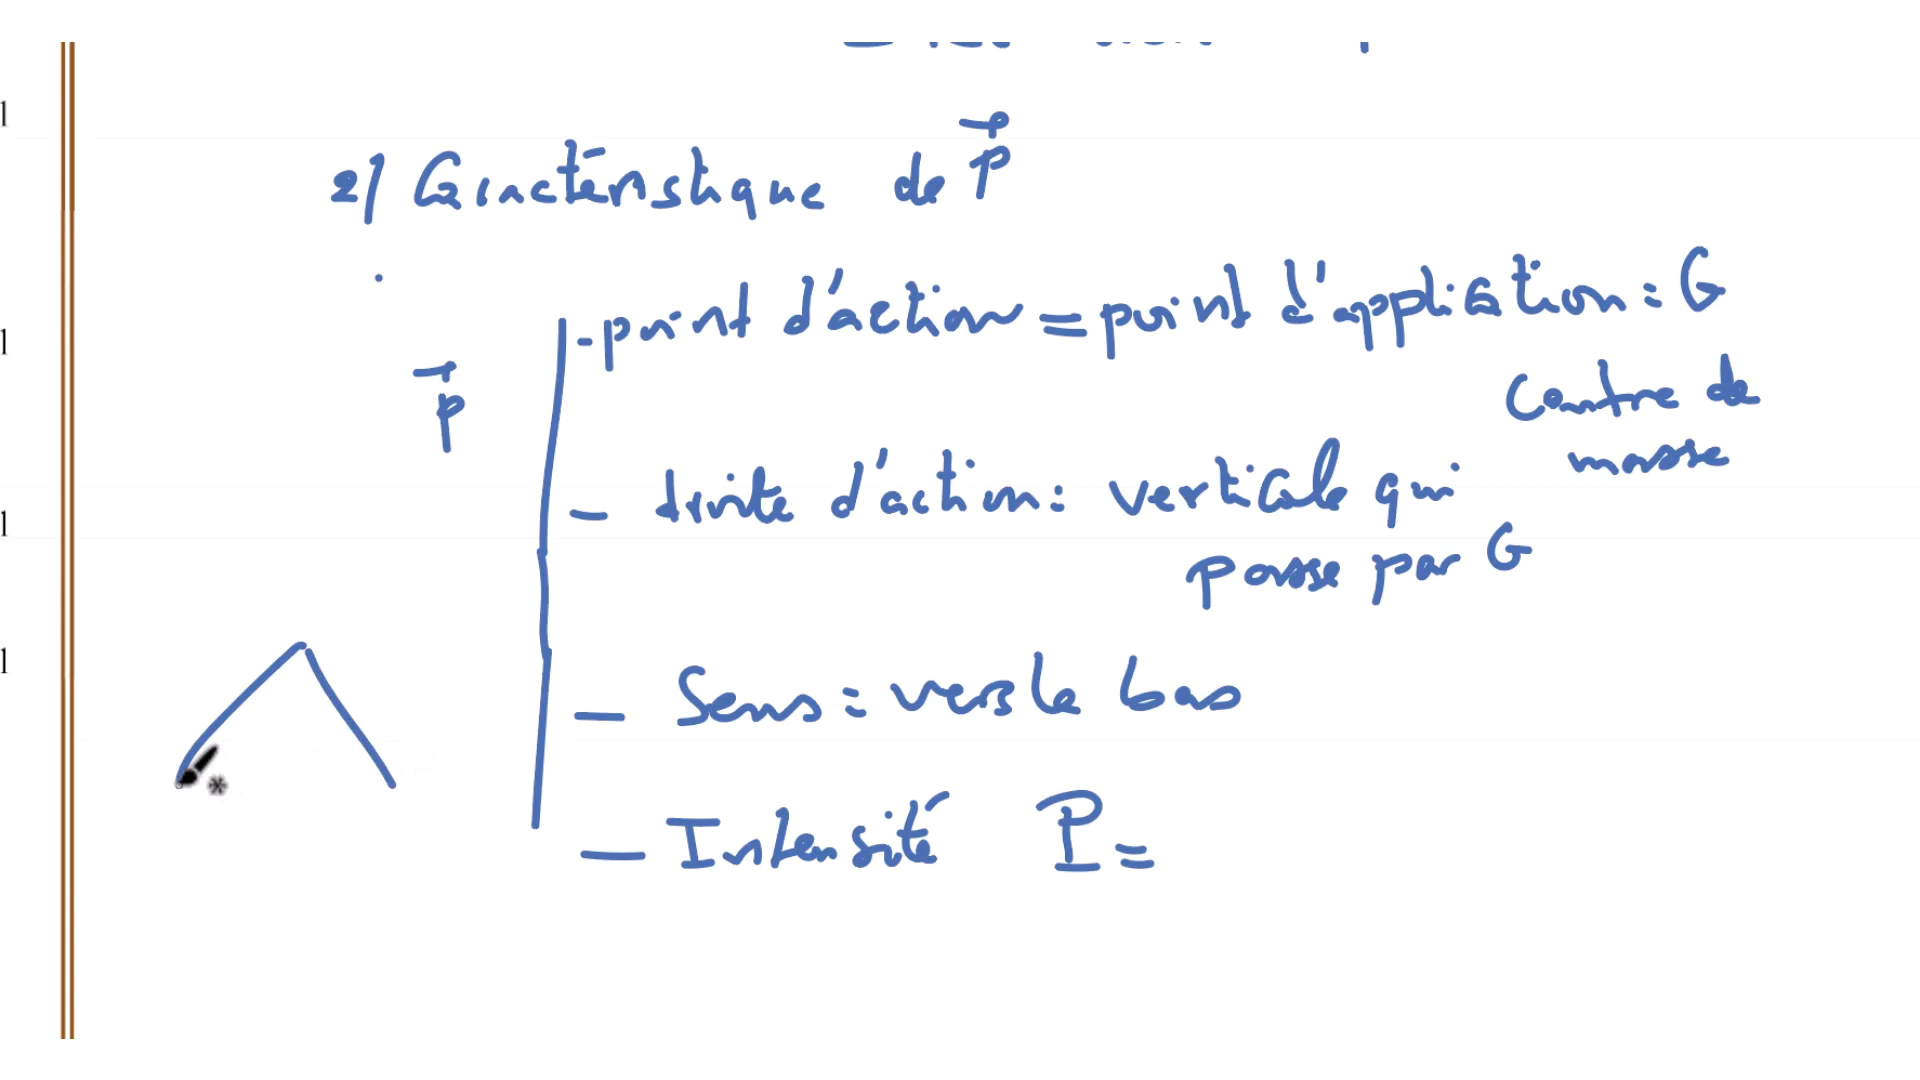 2/ Caractéristique de P
- point d'action = point d'application : G
Centre de
masse
P
- droite d'action : verticale qui
passe par G
- Sens : vers le bas
- Intensité P =